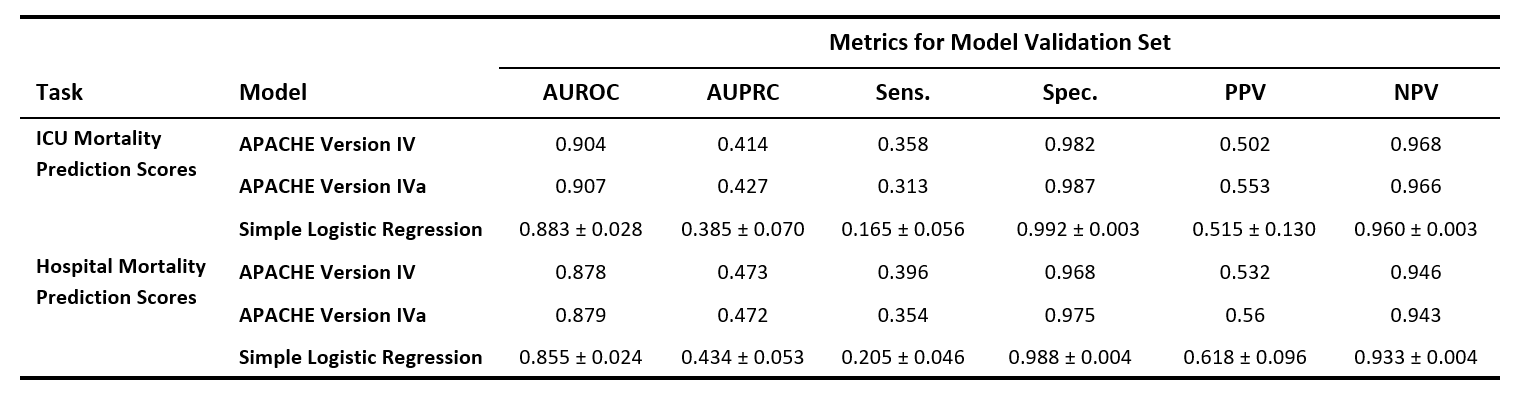 Metrics for Model Validation Set
Task Model AUROC AUPRC Sens. Spec. PPV NPV
ICU Mortality
Prediction Scores
APACHE Version IV 0.904 0.414 0.358 0.982 0.502 0.968
APACHE Version IVa 0.907 0.427 0.313 0.987 0.553 0.966
Simple Logistic Regression 0.883 ± 0.028 0.385 ± 0.070 0.165 ± 0.056 0.992 ± 0.003 0.515 ± 0.130 0.960 ± 0.003
Hospital Mortality
Prediction Scores
APACHE Version IV 0.878 0.473 0.396 0.968 0.532 0.946
APACHE Version IVa 0.879 0.472 0.354 0.975 0.56 0.943
Simple Logistic Regression 0.855 ± 0.024 0.434 ± 0.053 0.205 ± 0.046 0.988 ± 0.004 0.618 ± 0.096 0.933 ± 0.004